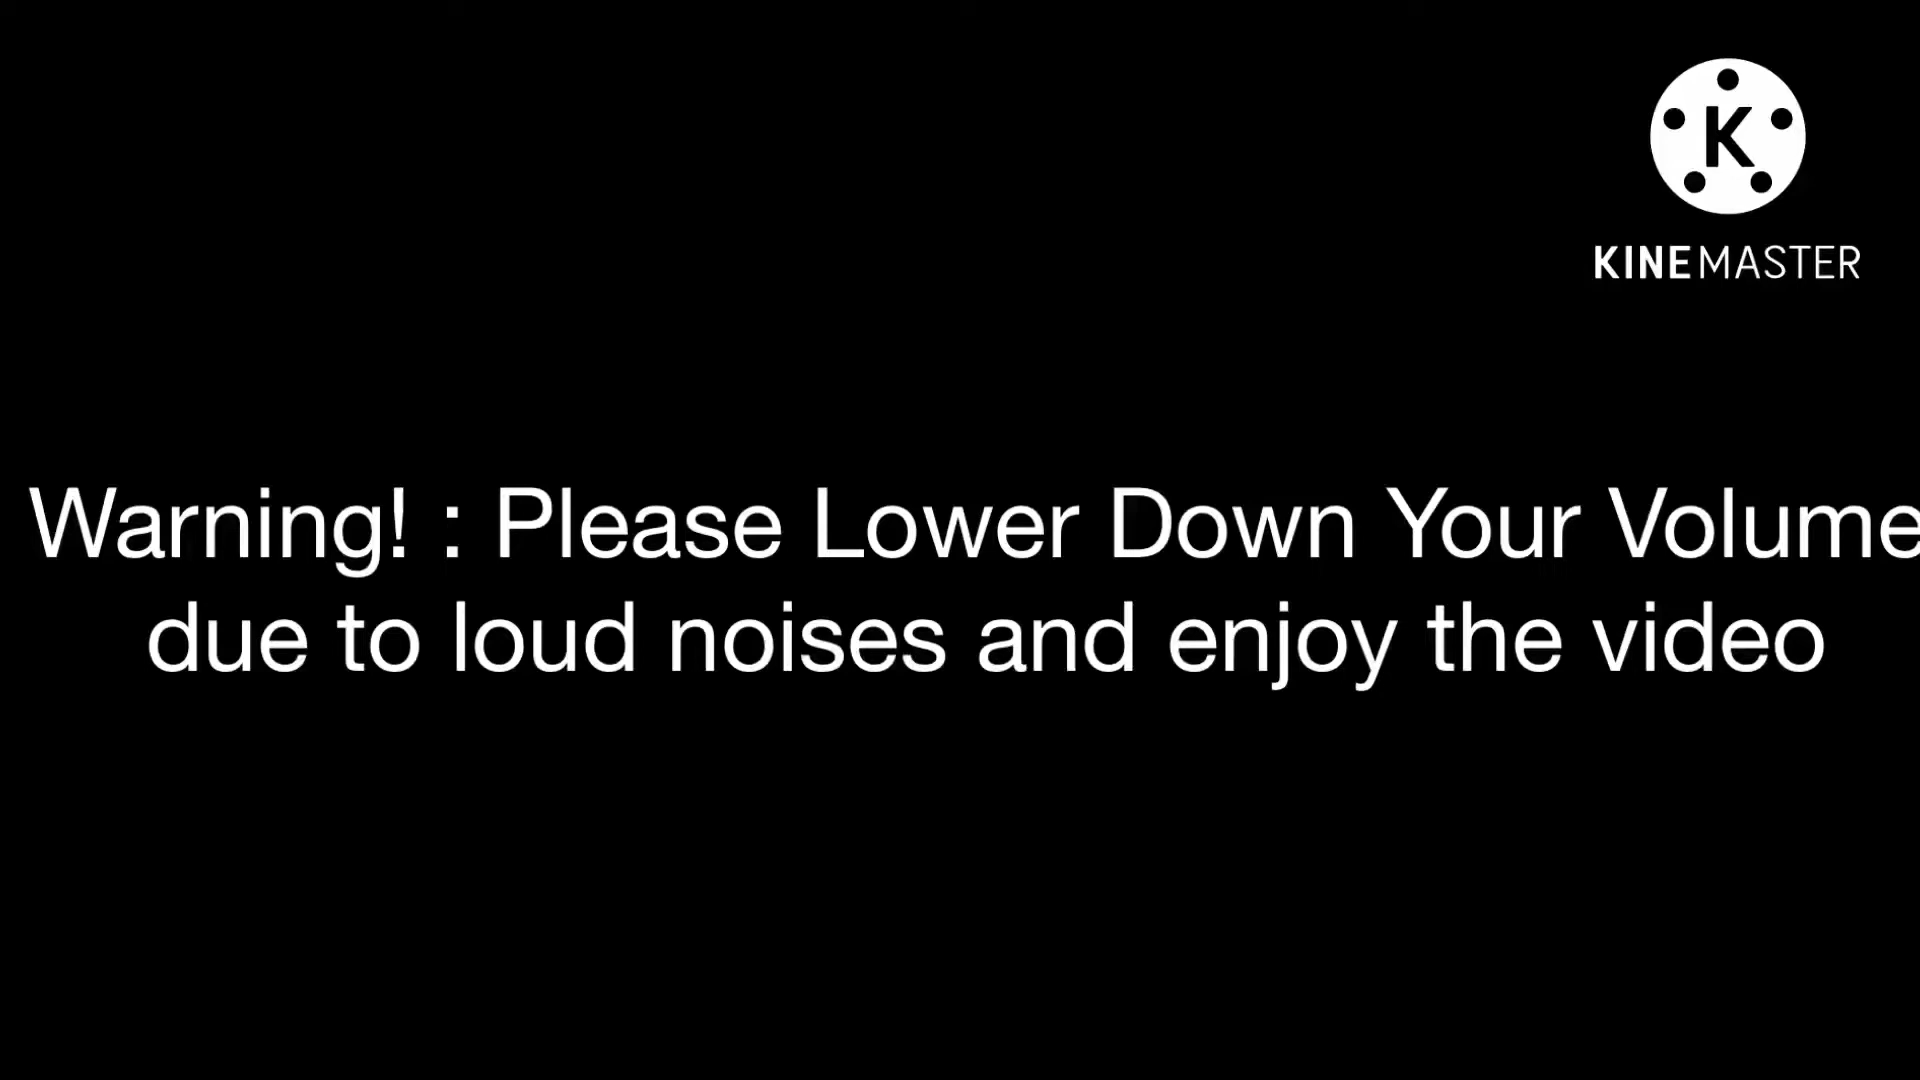 K
KINEMASTER
Warning! : Please Lower Down Your Volume
due to loud noises and enjoy the video